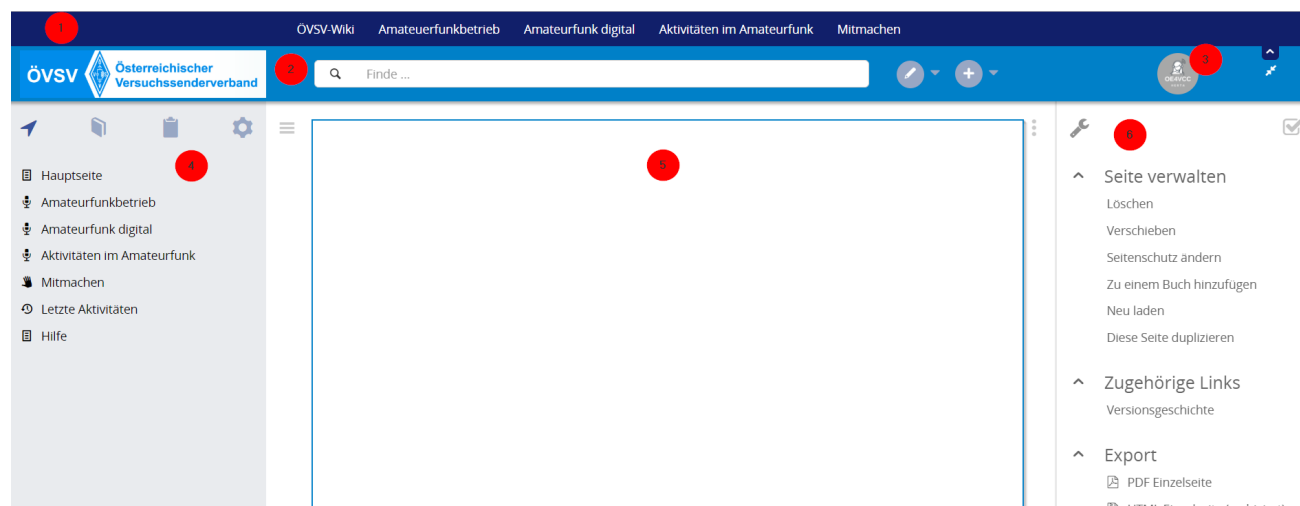 1
ÖVSV-Wiki Amateuerfunkbetrieb Amateurfunk digital Aktivitäten im Amateurfunk Mitmachen
ÖVSV
Österreichischer
Versuchssenderverband
2
Finde ...
OE4VCC
3
4
Hauptseite
Amateurfunkbetrieb
Amateurfunk digital
Aktivitäten im Amateurfunk
Mitmachen
Letzte Aktivitäten
Hilfe
5
6
Seite verwalten
Löschen
Verschieben
Seitenschutz ändern
Zu einem Buch hinzufügen
Neu laden
Diese Seite duplizieren
Zugehörige Links
Versionsgeschichte
Export
PDF Einzelseite